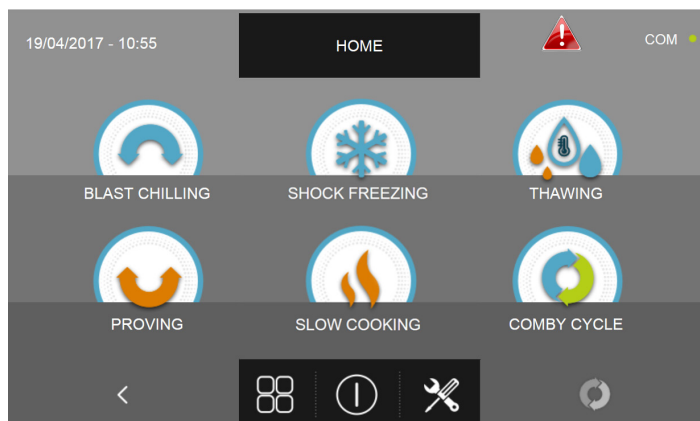 19/04/2017 - 10:55
HOME
COM
BLAST CHILLING
SHOCK FREEZING
THAWING
PROVING
SLOW COOKING
COMBY CYCLE